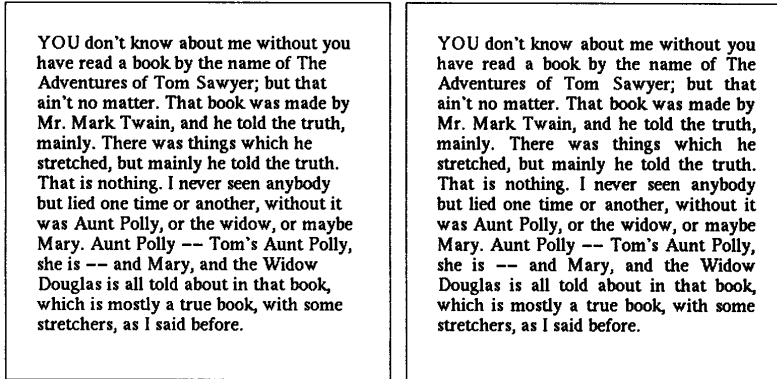 YOU don't know about me without you
have read a book by the name of The
Adventures of Tom Sawyer; but that
ain't no matter. That book was made by
Mr. Mark Twain, and he told the truth,
mainly. There was things which he
stretched, but mainly he told the truth.
That is nothing. I never seen anybody
but lied one time or another, without it
was Aunt Polly, or the widow, or maybe
Mary. Aunt Polly –– Tom's Aunt Polly,
she is –– and Mary, and the Widow
Douglas is all told about in that book,
which is mostly a true book, with some
stretchers, as I said before.
YOU don't know about me without you
have read a book by the name of The
Adventures of Tom Sawyer; but that
ain't no matter. That book was made by
Mr. Mark Twain, and he told the truth,
mainly. There was things which he
stretched, but mainly he told the truth.
That is nothing. I never seen anybody
but lied one time or another, without it
was Aunt Polly, or the widow, or maybe
Mary. Aunt Polly –– Tom's Aunt Polly,
she is –– and Mary, and the Widow
Douglas is all told about in that book,
which is mostly a true book, with some
stretchers, as I said before.